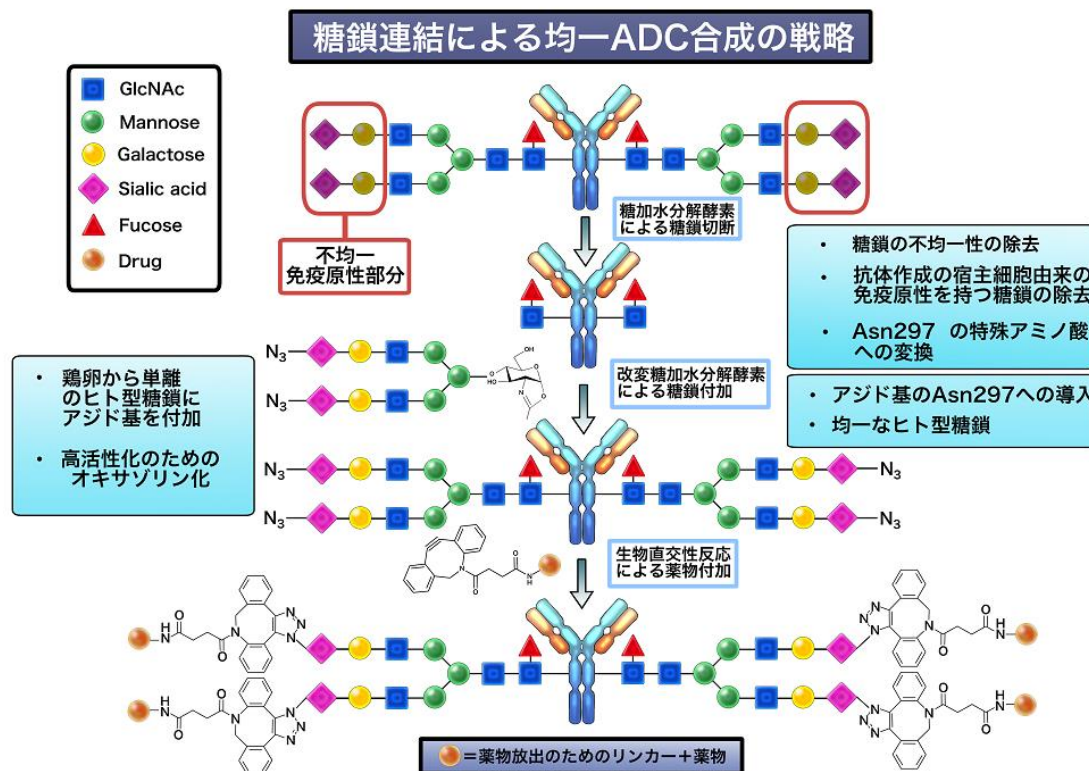 糖鎖連結による均一ADC合成の戦略
GlcNAc
Mannose
Galactose
Sialic acid
Fucose
Drug
不均一
免疫原性部分
糖加水分解酵素
による糖鎖切断
• 糖鎖の不均一性の除去
• 抗体作成の宿主細胞由来の
免疫原性を持つ糖鎖の除去
• Asn297 の特殊アミノ酸
への変換
• 鶏卵から単離
のヒト型糖鎖に
アジド基を付加
• 高活性化のための
オキサゾリン化
N3
N3
OH
O
HO
O
N
O
改変糖加水分解酵素
による糖鎖付加
• アジド基のAsn297への導入
• 均一なヒト型糖鎖
N3
N3
N3
N3
N
O
O
N
H
生物直交性反応
による薬物付加
H
N
O
O
N
N
N
N
N
N
N
N
O
O
H
N
H
N
O
O
N
N
N
N
N
N
N
N
O
O
H
N
=薬物放出のためのリンカー+薬物